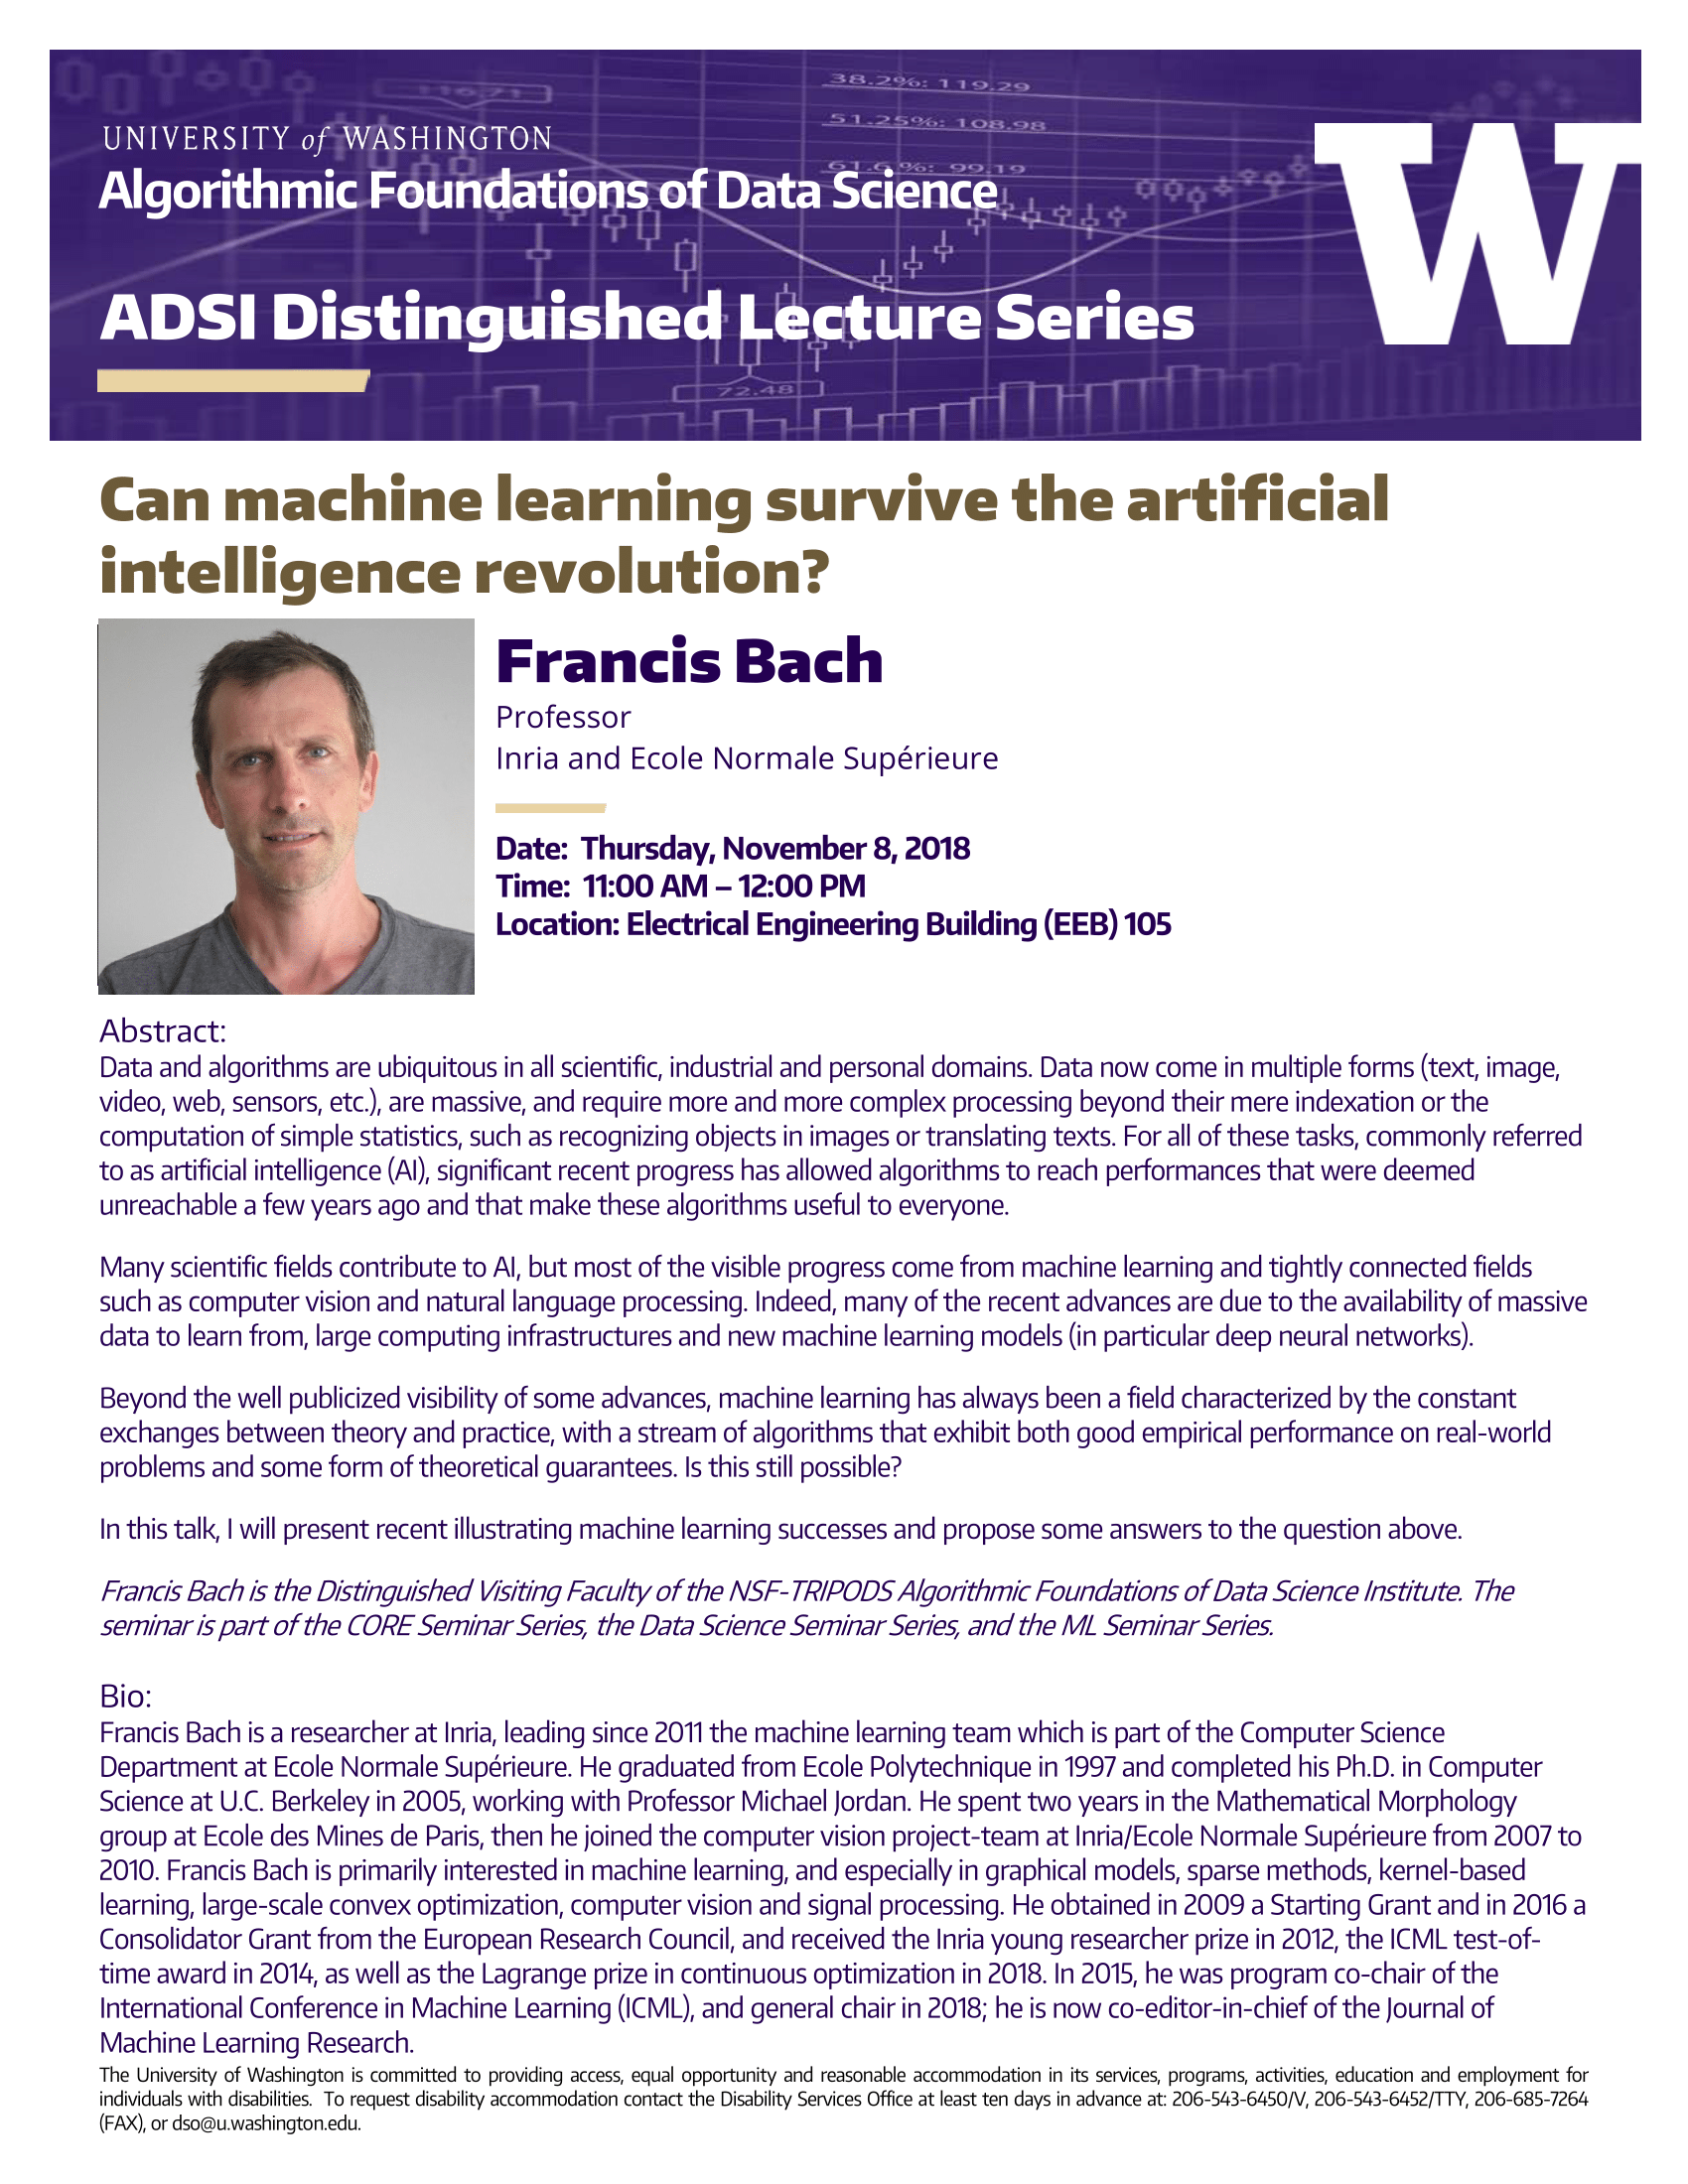 116.71
38.2%: 119.29
51.25%: 108.98
61.6%: 99.19
UNIVERSITY of WASHINGTON
Algorithmic Foundations of Data Science
W
ADSI Distinguished Lecture Series
72.48
Can machine learning survive the artificial
intelligence revolution?
Francis Bach
Professor
Inria and Ecole Normale Supérieure
Date: Thursday, November 8, 2018
Time: 11:00 AM – 12:00 PM
Location: Electrical Engineering Building (EEB) 105
Abstract:
Data and algorithms are ubiquitous in all scientific, industrial and personal domains. Data now come in multiple forms (text, image,
video, web, sensors, etc.), are massive, and require more and more complex processing beyond their mere indexation or the
computation of simple statistics, such as recognizing objects in images or translating texts. For all of these tasks, commonly referred
to as artificial intelligence (AI), significant recent progress has allowed algorithms to reach performances that were deemed
unreachable a few years ago and that make these algorithms useful to everyone.
Many scientific fields contribute to AI, but most of the visible progress come from machine learning and tightly connected fields
such as computer vision and natural language processing. Indeed, many of the recent advances are due to the availability of massive
data to learn from, large computing infrastructures and new machine learning models (in particular deep neural networks).
Beyond the well publicized visibility of some advances, machine learning has always been a field characterized by the constant
exchanges between theory and practice, with a stream of algorithms that exhibit both good empirical performance on real-world
problems and some form of theoretical guarantees. Is this still possible?
In this talk, I will present recent illustrating machine learning successes and propose some answers to the question above.
Francis Bach is the Distinguished Visiting Faculty of the NSF-TRIPODS Algorithmic Foundations of Data Science Institute. The
seminar is part of the CORE Seminar Series, the Data Science Seminar Series, and the ML Seminar Series.
Bio:
Francis Bach is a researcher at Inria, leading since 2011 the machine learning team which is part of the Computer Science
Department at Ecole Normale Supérieure. He graduated from Ecole Polytechnique in 1997 and completed his Ph.D. in Computer
Science at U.C. Berkeley in 2005, working with Professor Michael Jordan. He spent two years in the Mathematical Morphology
group at Ecole des Mines de Paris, then he joined the computer vision project-team at Inria/Ecole Normale Supérieure from 2007 to
2010. Francis Bach is primarily interested in machine learning, and especially in graphical models, sparse methods, kernel-based
learning, large-scale convex optimization, computer vision and signal processing. He obtained in 2009 a Starting Grant and in 2016 a
Consolidator Grant from the European Research Council, and received the Inria young researcher prize in 2012, the ICML test-of-
time award in 2014, as well as the Lagrange prize in continuous optimization in 2018. In 2015, he was program co-chair of the
International Conference in Machine Learning (ICML), and general chair in 2018; he is now co-editor-in-chief of the Journal of
Machine Learning Research.
The University of Washington is committed to providing access, equal opportunity and reasonable accommodation in its services, programs, activities, education and employment for
individuals with disabilities. To request disability accommodation contact the Disability Services Office at least ten days in advance at: 206-543-6450/V, 206-543-6452/TTY, 206-685-7264
(FAX), or dso@u.washington.edu.